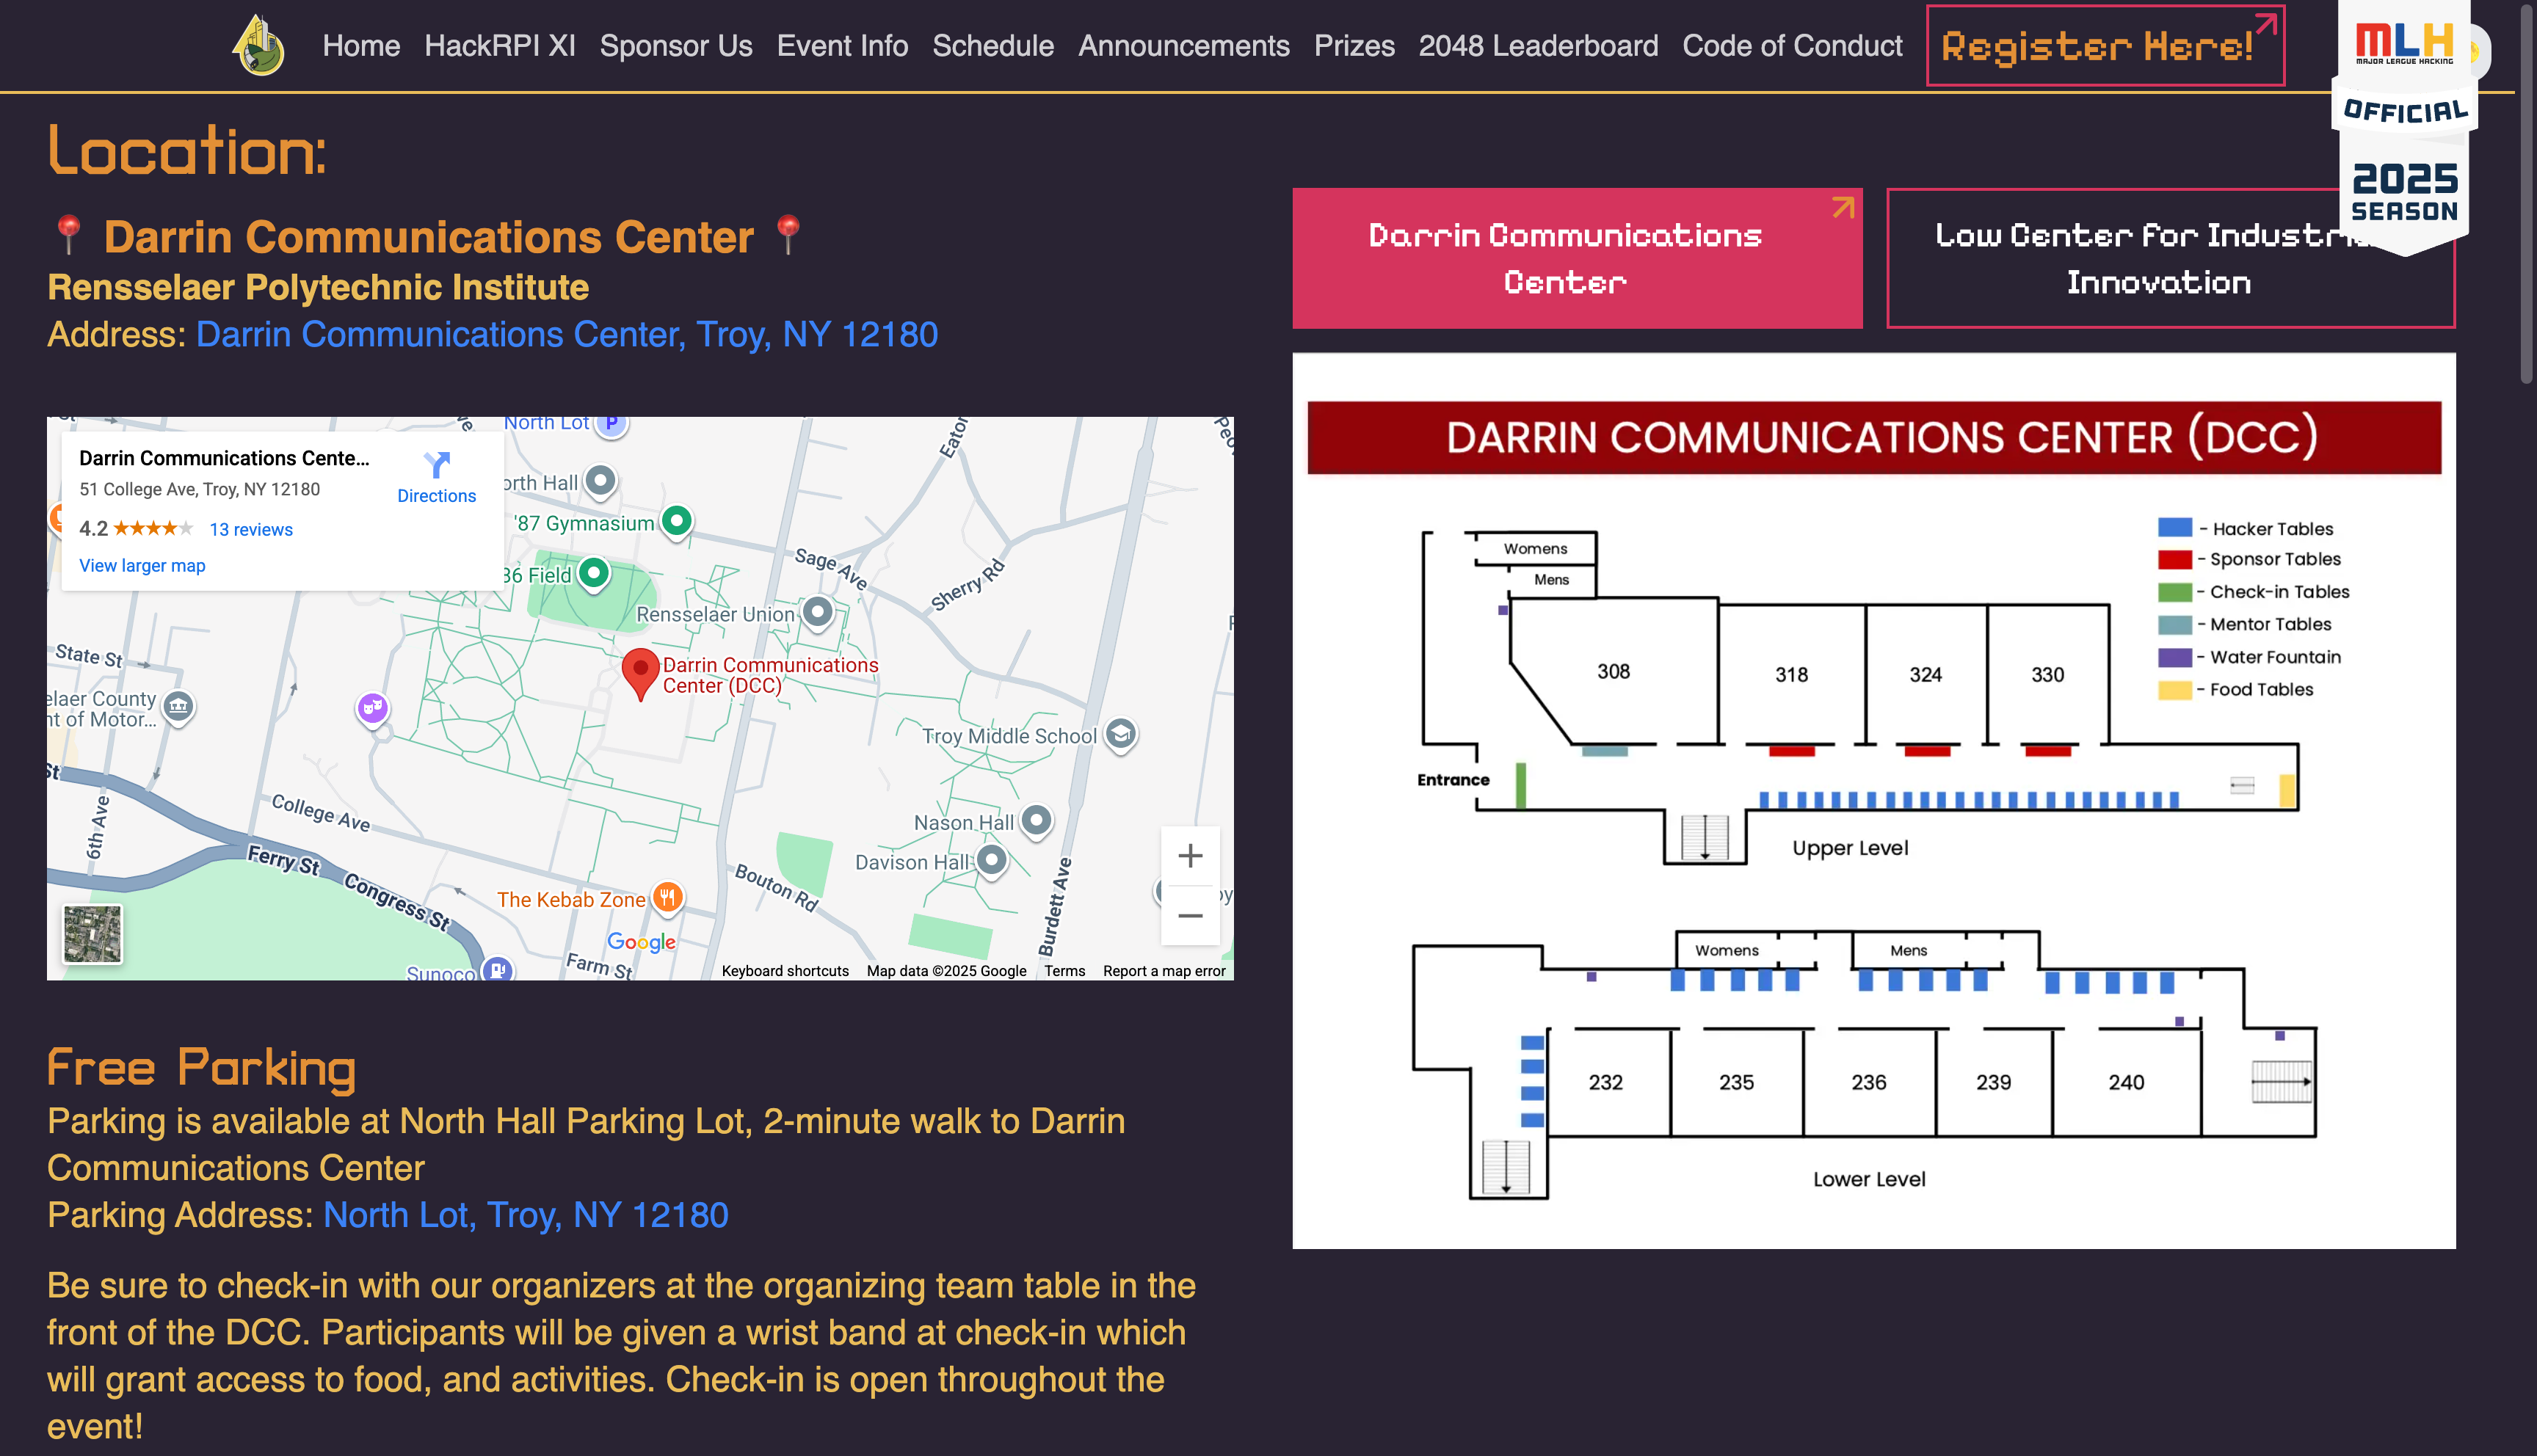 Home HackRPI XI Sponsor Us Event Info Schedule Announcements Prizes 2048 Leaderboard Code of Conduct Register Here!
MLH
MAJOR LEAGUE HACKING
OFFICIAL
2025
SEASON
Location:
Darrin Communications Center
Rensselaer Polytechnic Institute
Address: Darrin Communications Center, Troy, NY 12180
Darrin Communications Cente...
51 College Ave, Troy, NY 12180
4.2 13 reviews
View larger map
Directions
North Lot P
orth Hall
'87 Gymnasium
36 Field
Eaton
Sage Ave
Sherry Rd
Rensselaer Union
State St
Darrin Communications
Center (DCC)
elaer County
nt of Motor...
Troy Middle School
St
College Ave
6th Ave
Nason Hall
Ferry St
Davison Hall
Congress St
The Kebab Zone
Bouton Rd
Burdett Ave
Google
Farm St
Sunoco
Keyboard shortcuts Map data ©2025 Google Terms Report a map error
Free Parking
Parking is available at North Hall Parking Lot, 2-minute walk to Darrin
Communications Center
Parking Address: North Lot, Troy, NY 12180
Be sure to check-in with our organizers at the organizing team table in the
front of the DCC. Participants will be given a wrist band at check-in which
will grant access to food, and activities. Check-in is open throughout the
event!
Darrin Communications
Center
Low Center for Industri
Innovation
DARRIN COMMUNICATIONS CENTER (DCC)
- Hacker Tables
- Sponsor Tables
- Check-in Tables
- Mentor Tables
- Water Fountain
- Food Tables
Womens
Mens
308 318 324 330
Entrance
Upper Level
Womens Mens
232 235 236 239 240
Lower Level